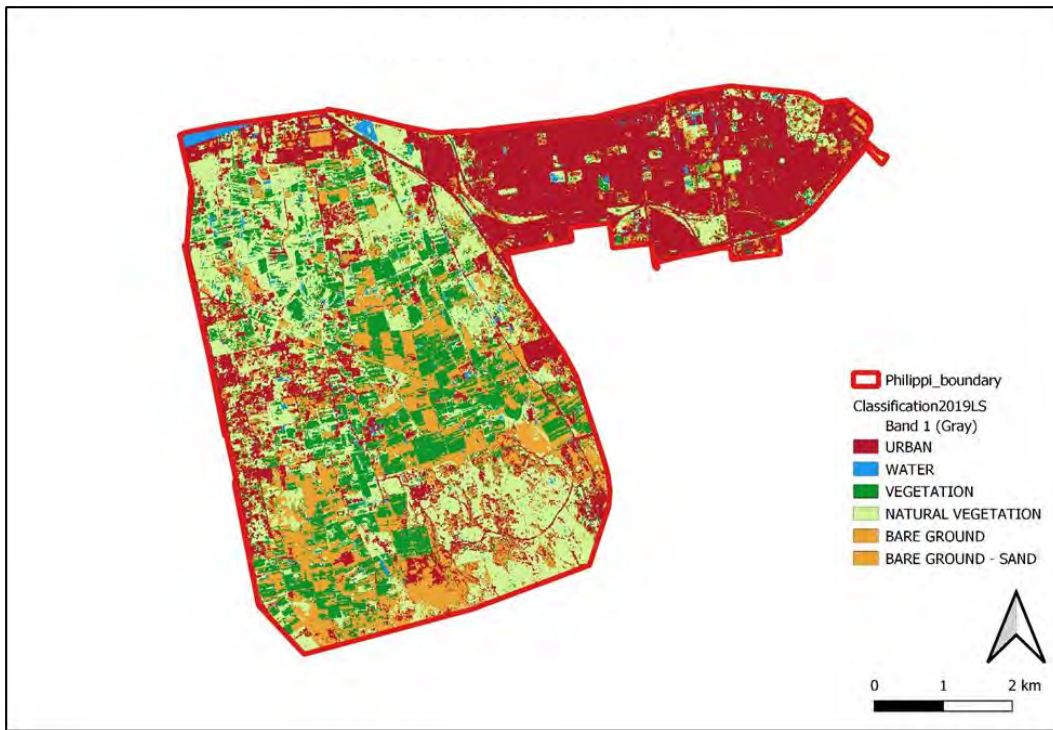 Philippi_boundary
Classification2019LS
Band 1 (Gray)
URBAN
WATER
VEGETATION
NATURAL VEGETATION
BARE GROUND
BARE GROUND - SAND
0 1 2 km